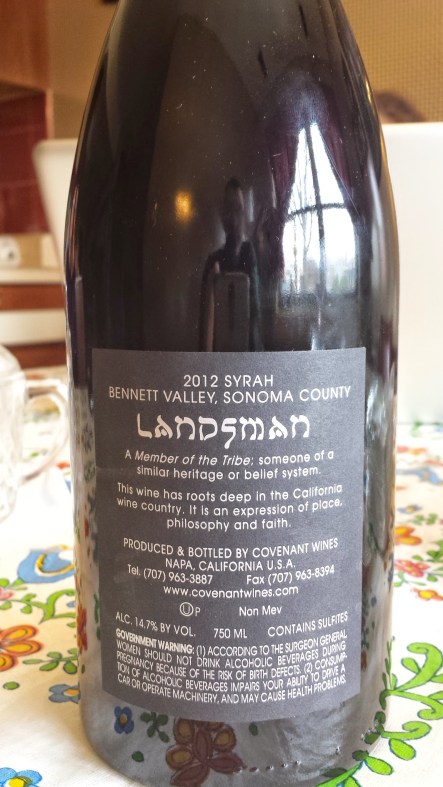 2012 SYRAH
BENNETT VALLEY, SONOMA COUNTY
LANDSMAN
A Member of the Tribe; someone of a
similar heritage or belief system.
This wine has roots deep in the California
wine country. It is an expression of place,
philosophy and faith.
PRODUCED & BOTTLED BY COVENANT WINES
NAPA, CALIFORNIA U.S.A.
Tel. (707) 963-3887 Fax (707) 963-8394
www.covenantwines.com
U P Non Mev
ALC. 14.7% BY VOL. 750 ML CONTAINS SULFITES
GOVERNMENT WARNING: (1) ACCORDING TO THE SURGEON GENERAL
WOMEN SHOULD NOT DRINK ALCOHOLIC BEVERAGES DURING
PREGNANCY BECAUSE OF THE RISK OF BIRTH DEFECTS. (2) CONSUMP-
TION OF ALCOHOLIC BEVERAGES IMPAIRS YOUR ABILITY TO DRIVE A
CAR OR OPERATE MACHINERY, AND MAY CAUSE HEALTH PROBLEMS.